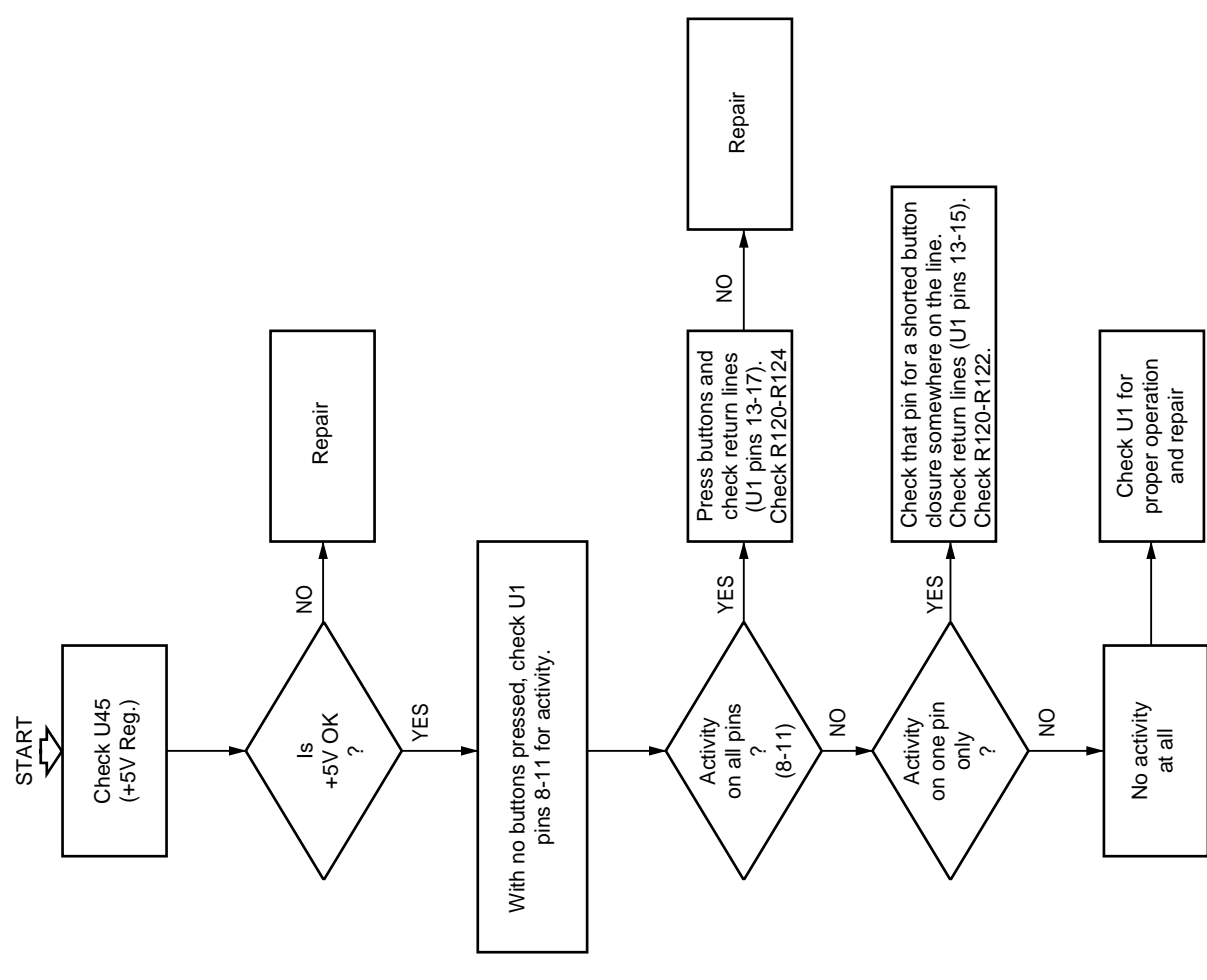 START
Check U45
(+5V Reg.)
Is
+5V OK
?
NO
Repair
YES
With no buttons pressed, check U1
pins 8-11 for activity.
Activity
on all pins
?
(8-11)
YES
Press buttons and
check return lines
(U1 pins 13-17).
Check R120-R124
NO
Repair
NO
Activity
on one pin
only
?
YES
Check that pin for a shorted button
closure somewhere on the line.
Check return lines (U1 pins 13-15).
Check R120-R122.
NO
No activity
at all
Check U1 for
proper operation
and repair